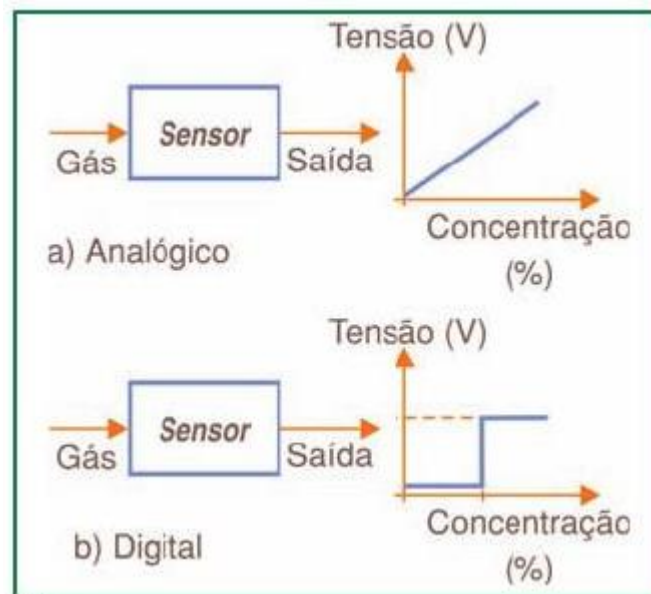 Tensão (V)
Sensor
Gás
Saída
Concentração
(%)
a) Analógico
Tensão (V)
Sensor
Gás
Saída
Concentração
(%)
b) Digital